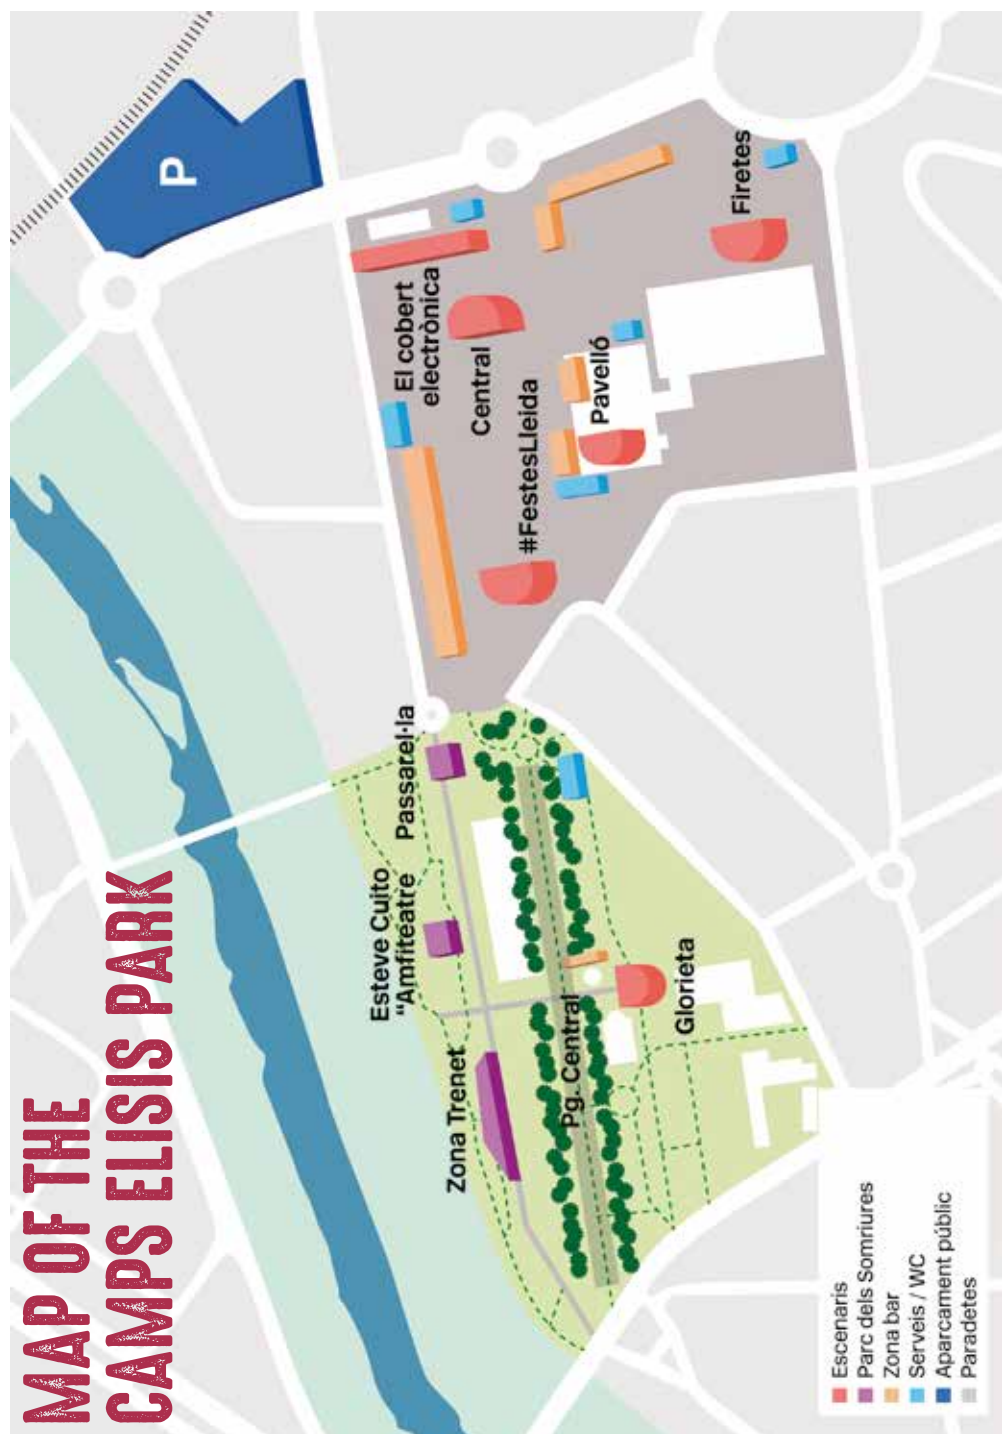 MAP OF THE
CAMPS ELISIS PARK
P
Esteve Cuito
"Amfiteatre
Passarel·la
El cobert
electrònica
Zona Trenet
Central
#FestesLleida
Pg. Central
Pavelló
Glorieta
Firetes
Escenaris
Parc dels Somriures
Zona bar
Serveis / WC
Aparcament públic
Paradetes